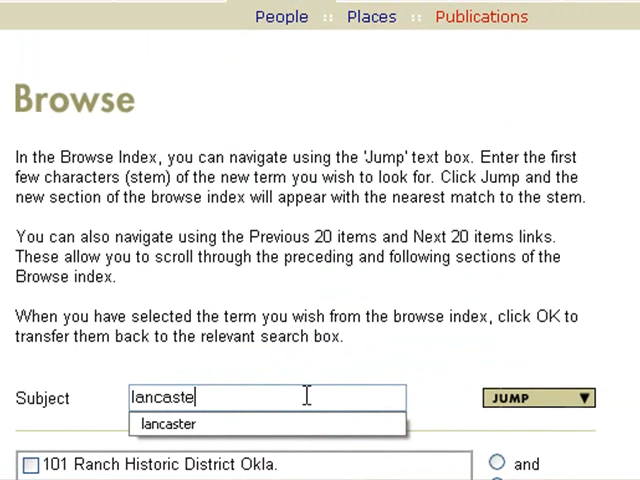 People :: Places :: Publications
Browse
In the Browse Index, you can navigate using the 'Jump' text box. Enter the first
few characters (stem) of the new term you wish to look for. Click Jump and the
new section of the browse index will appear with the nearest match to the stem.
You can also navigate using the Previous 20 items and Next 20 items links.
These allow you to scroll through the preceding and following sections of the
Browse index.
When you have selected the term you wish from the browse index, click OK to
transfer them back to the relevant search box.
Subject lancaste JUMP
lancaster
101 Ranch Historic District Okla. and